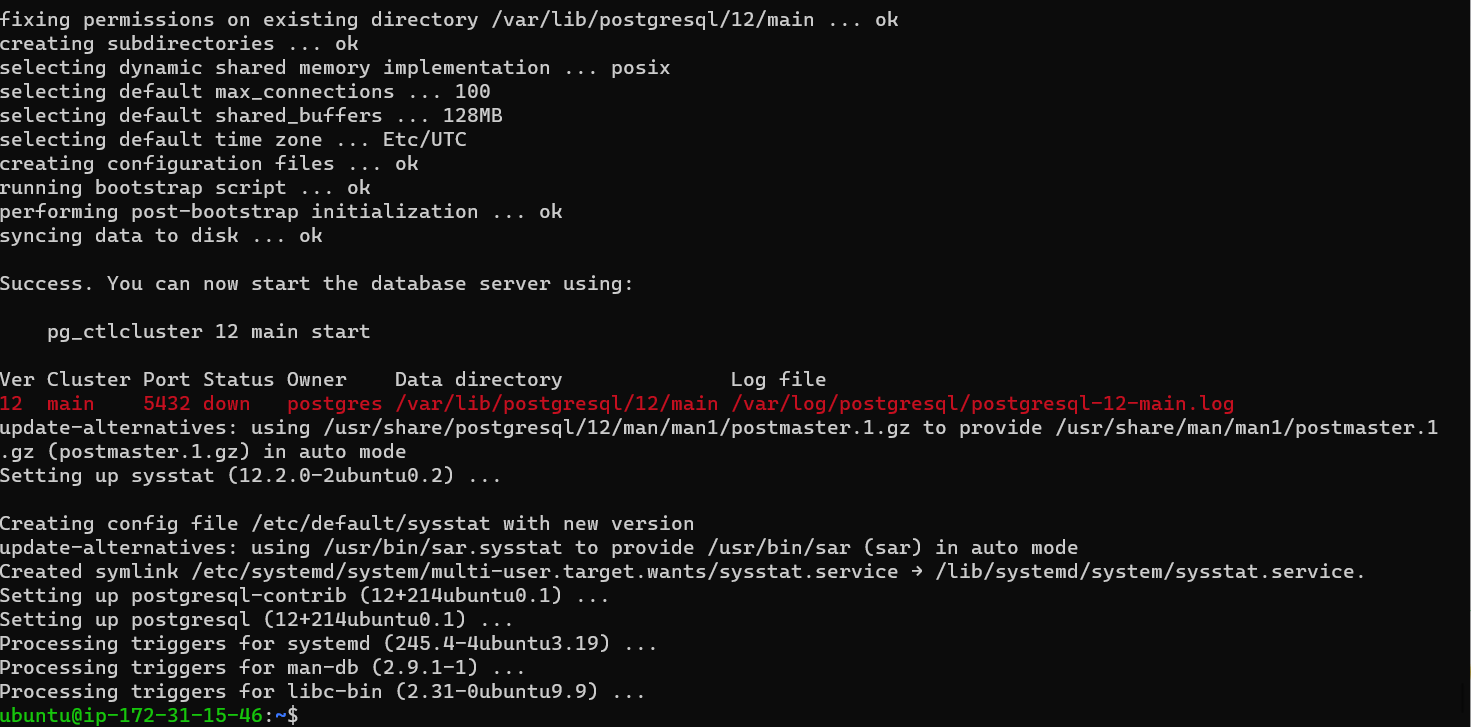 fixing permissions on existing directory /var/lib/postgresql/12/main ... ok
creating subdirectories ... ok
selecting dynamic shared memory implementation ... posix
selecting default max_connections ... 100
selecting default shared_buffers ... 128MB
selecting default time zone ... Etc/UTC
creating configuration files ... ok
running bootstrap script ... ok
performing post-bootstrap initialization ... ok
syncing data to disk ... ok
Success. You can now start the database server using:
pg_ctlcluster 12 main start
Ver Cluster Port Status Owner    Data directory              Log file
12  main    5432 down   postgres /var/lib/postgresql/12/main /var/log/postgresql/postgresql-12-main.log
update-alternatives: using /usr/share/postgresql/12/man/man1/postmaster.1.gz to provide /usr/share/man/man1/postmaster.1
.gz (postmaster.1.gz) in auto mode
Setting up sysstat (12.2.0-2ubuntu0.2) ...
Creating config file /etc/default/sysstat with new version
update-alternatives: using /usr/bin/sar.sysstat to provide /usr/bin/sar (sar) in auto mode
Created symlink /etc/systemd/system/multi-user.target.wants/sysstat.service → /lib/systemd/system/sysstat.service.
Setting up postgresql-contrib (12+214ubuntu0.1) ...
Setting up postgresql (12+214ubuntu0.1) ...
Processing triggers for systemd (245.4-4ubuntu3.19) ...
Processing triggers for man-db (2.9.1-1) ...
Processing triggers for libc-bin (2.31-0ubuntu9.9) ...
ubuntu@ip-172-31-15-46:~$